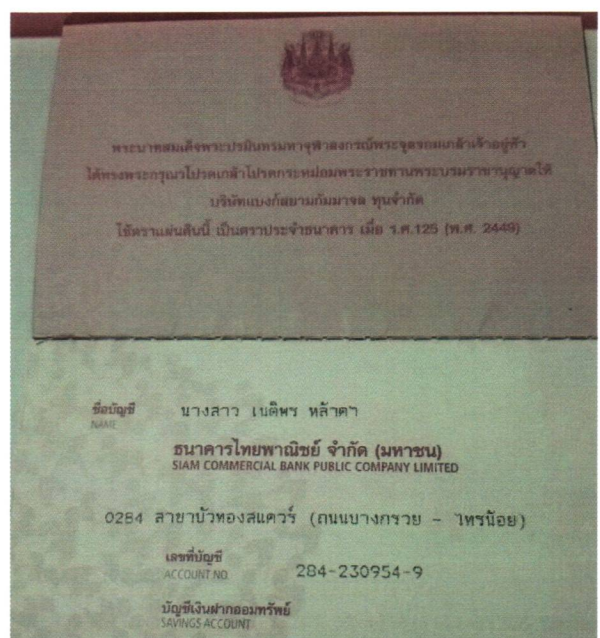 พระบาทสมเด็จพระปรมินทรมหาจุฬาลงกรณ์พระจุลจอมเกล้าเจ้าอยู่หัว
ได้ทรงพระกรุณาโปรดเกล้าโปรดกระหม่อมพระราชทานพระบรมราชานุญาตให้
บริษัทแบงก์สยามกัมมาจล ทุนจำกัด
ใช้ตราแผ่นดินนี้ เป็นตราประจำธนาคาร เมื่อ ร.ศ.125 (พ.ศ. 2449)
ชื่อบัญชี นางสาว เนติพร หล้าตา
NAME
ธนาคารไทยพาณิชย์ จำกัด (มหาชน)
SIAM COMMERCIAL BANK PUBLIC COMPANY LIMITED
0284 สาขาบัวทองสแควร์ (ถนนบางกรวย - ไทรน้อย)
เลขที่บัญชี 284-230954-9
ACCOUNT NO
บัญชีเงินฝากออมทรัพย์
SAVINGS ACCOUNT